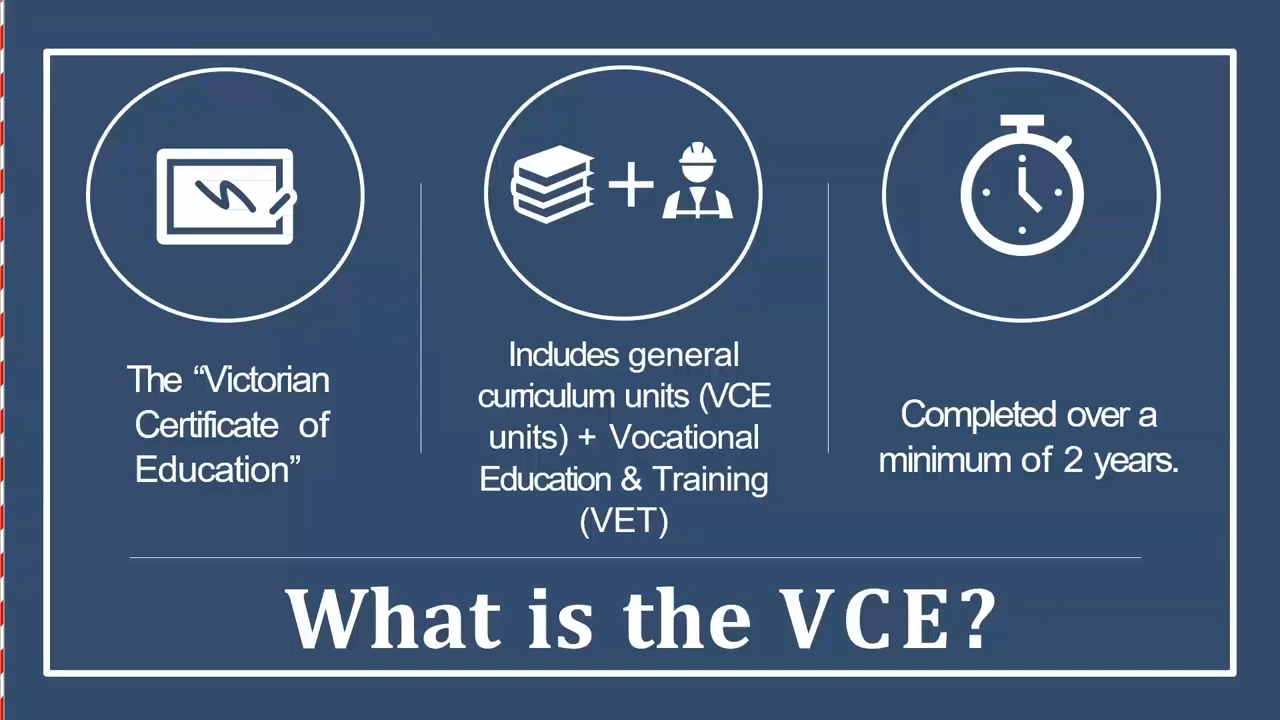 The “Victorian
Certificate of
Education”
Includes general
curriculum units (VCE
units) + Vocational
Education & Training
(VET)
Completed over a
minimum of 2 years.
What is the VCE?